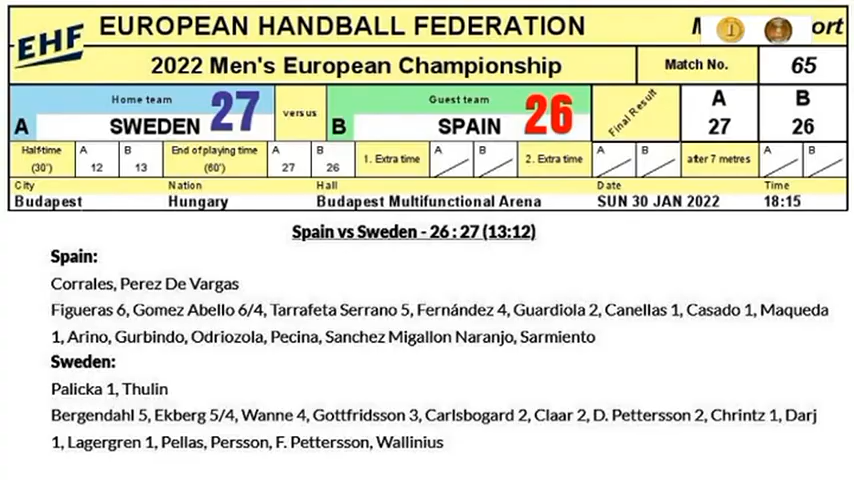 EHF EUROPEAN HANDBALL FEDERATION ort
2022 Men's European Championship Match No. 65
A Home team SWEDEN 27 versus B Guest team SPAIN 26 Final Result A 27 B 26
Halftime (30') A 12 B 13 End of playing time (60') A 27 B 26 1. Extra time A B 2. Extra time A B after 7 metres A B
City Nation Hall Date Time
Budapest Hungary Budapest Multifunctional Arena SUN 30 JAN 2022 18:15
Spain vs Sweden - 26 : 27 (13:12)
Spain:
Corrales, Perez De Vargas
Figueras 6, Gomez Abello 6/4, Tarrafeta Serrano 5, Fernández 4, Guardiola 2, Canellas 1, Casado 1, Maqueda
1, Arino, Gurbindo, Odriozola, Pecina, Sanchez Migallon Naranjo, Sarmiento
Sweden:
Palicka 1, Thulin
Bergendahl 5, Ekberg 5/4, Wanne 4, Gottfridsson 3, Carlsbogard 2, Claar 2, D. Pettersson 2, Chrintz 1, Darj
1, Lagergren 1, Pellas, Persson, F. Pettersson, Wallinius